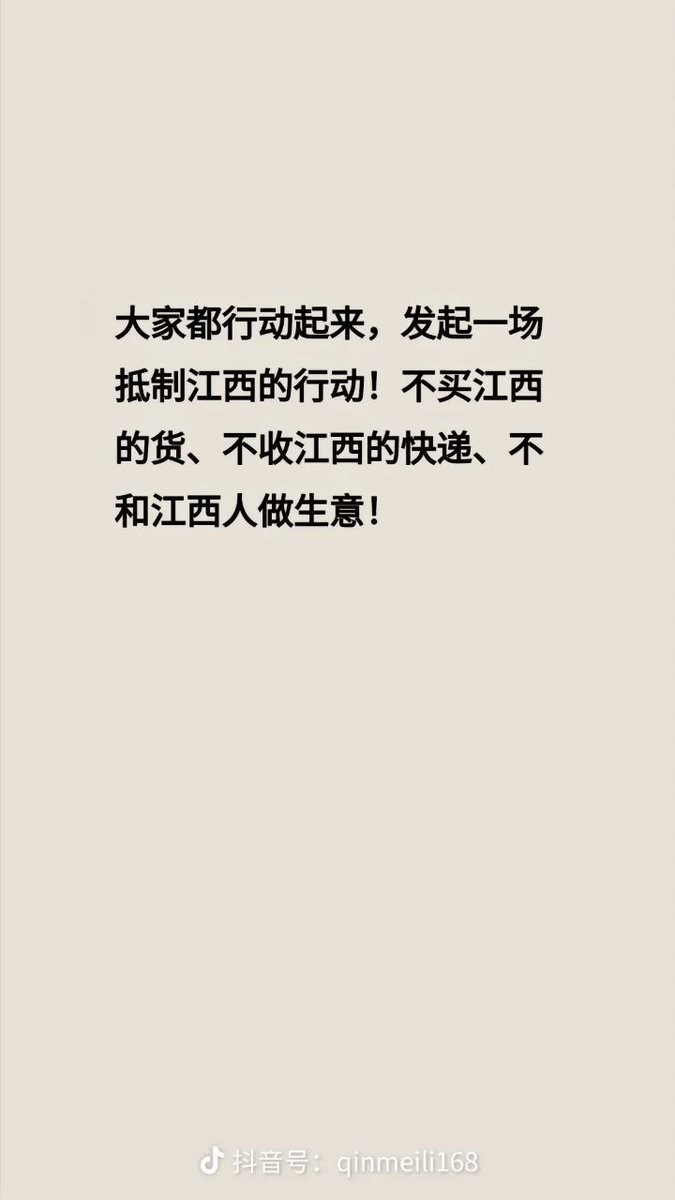 大家都行动起来，发起一场
抵制江西的行动！不买江西
的货、不收江西的快递、不
和江西人做生意！
抖音号：qinmeili168